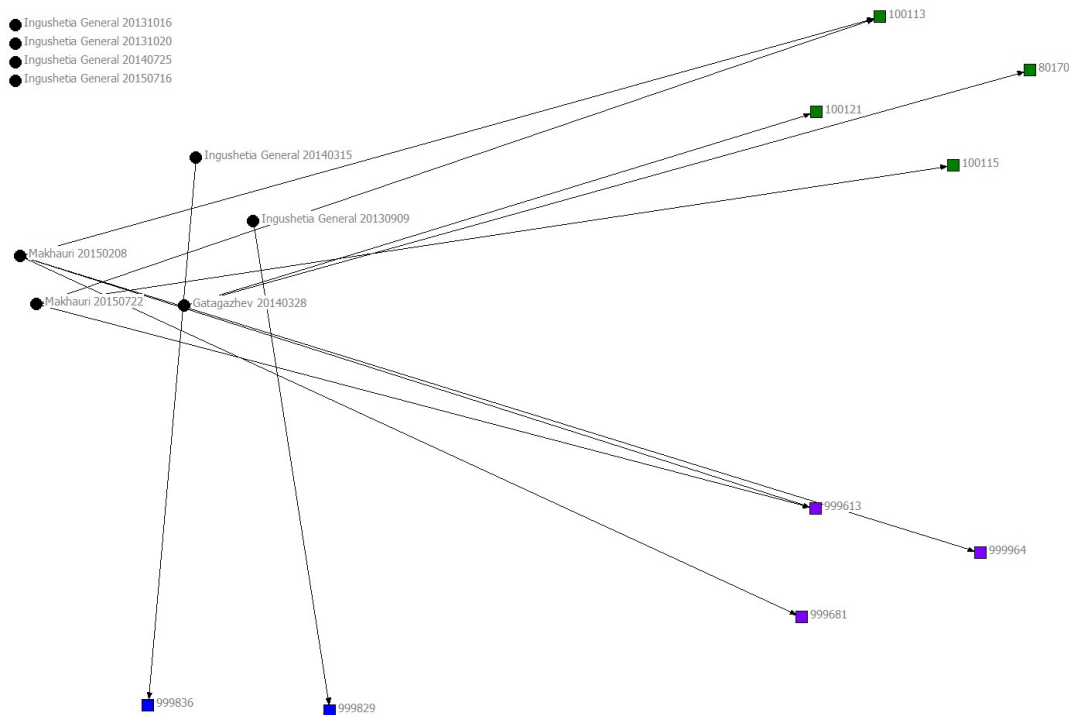 Ingushetia General 20131016
Ingushetia General 20131020
Ingushetia General 20140725
Ingushetia General 20150716
100113
80170
100121
Ingushetia General 20140315
100115
Ingushetia General 20130909
Makhauri 20150208
Makhauri 20150722
Gatagazhev 20140328
999613
999964
999681
999836
999829